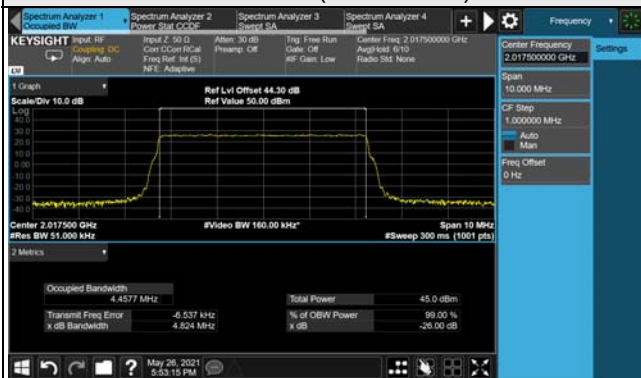 Spectrum Analyzer 1
Occupied BW
Spectrum Analyzer 2
Power Stat CCDF
Spectrum Analyzer 3
Swept SA
Spectrum Analyzer 4
Swept SA
Frequency
KEYSIGHT
Input: RF
Coupling: DC
Align: Auto
Input Z: 50 Ω
Corr CCorr RCal
Freq Ref: Int (S)
NFE: Adaptive
Atten: 30 dB
Preamp: Off
Trig: Free Run
Gate: Off
#IF Gain: Low
Center Freq: 2.017500000 GHz
Avg|Hold: 6/10
Radio Std: None
Center Frequency
2.017500000 GHz
Settings
Span
10.000 MHz
CF Step
1.000000 MHz
Auto
Man
Freq Offset
0 Hz
1 Graph
Scale/Div 10.0 dB
Ref Lvl Offset 44.30 dB
Ref Value 50.00 dBm
Log
40.0
30.0
20.0
10.0
0.00
-10.0
-20.0
-30.0
-40.0
Center 2.017500 GHz
#Res BW 51.000 kHz
#Video BW 160.00 kHz*
Span 10 MHz
#Sweep 300 ms (1001 pts)
2 Metrics
Occupied Bandwidth
4.4577 MHz
Total Power
45.0 dBm
Transmit Freq Error
-6.537 kHz
% of OBW Power
99.00 %
x dB Bandwidth
4.824 MHz
x dB
-26.00 dB
May 26, 2021
5:53:15 PM